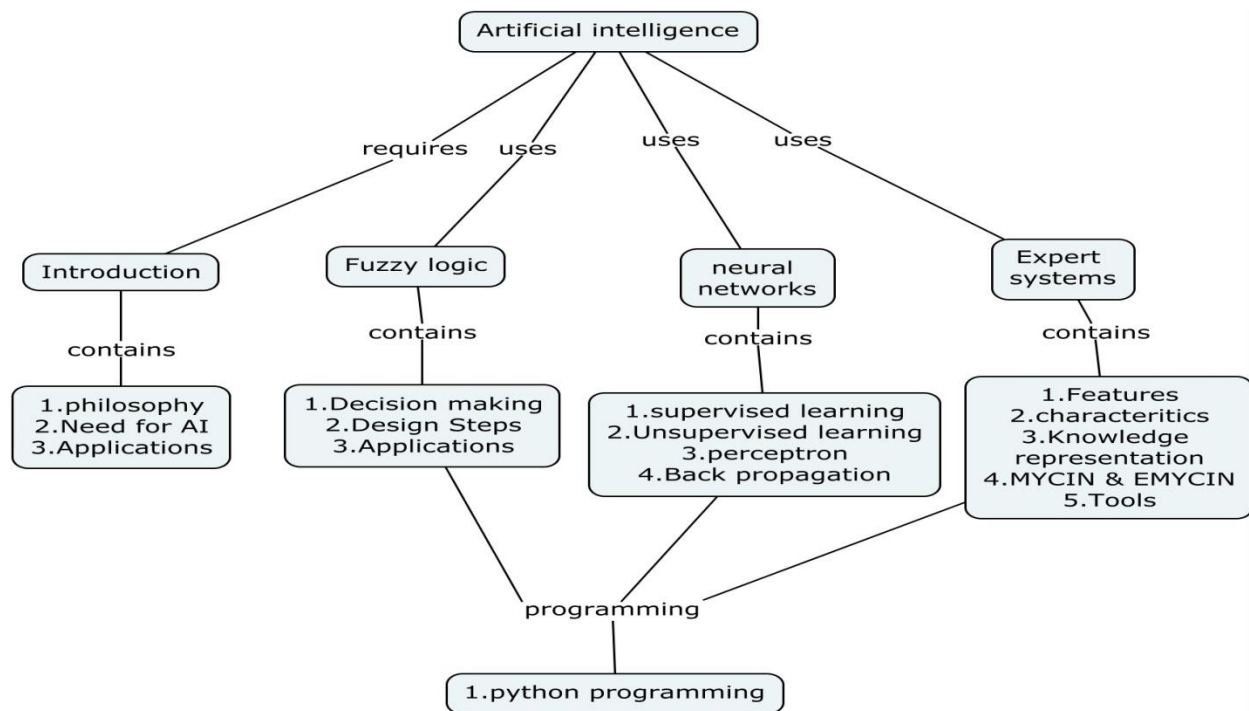 Artificial intelligence
requires
uses
uses
uses
Introduction
Fuzzy logic
neural
networks
Expert
systems
contains
contains
contains
contains
1.philosophy
2.Need for AI
3.Applications
1.Decision making
2.Design Steps
3.Applications
1.supervised learning
2.Unsupervised learning
3.perceptron
4.Back propagation
1.Features
2.characteritics
3.Knowledge
representation
4.MYCIN & EMYCIN
5.Tools
programming
1.python programming